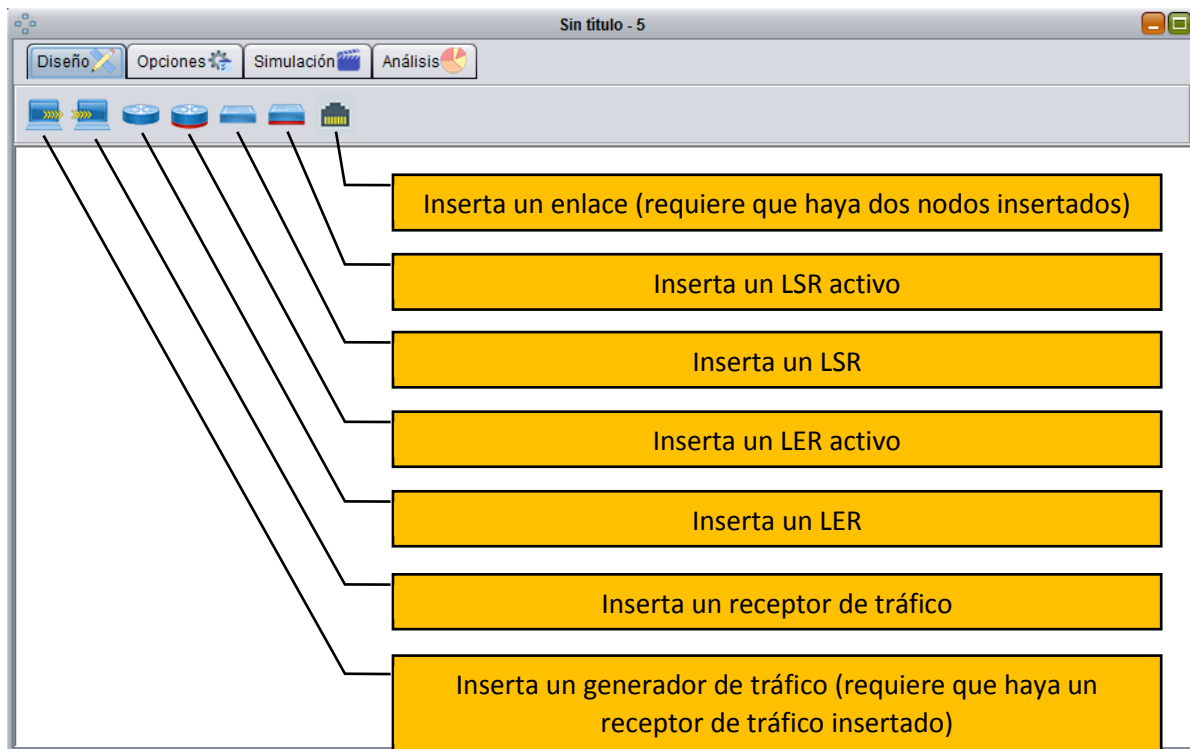 Sin título - 5
Diseño
Opciones
Simulación
Análisis
Inserta un enlace (requiere que haya dos nodos insertados)
Inserta un LSR activo
Inserta un LSR
Inserta un LER activo
Inserta un LER
Inserta un receptor de tráfico
Inserta un generador de tráfico (requiere que haya un
receptor de tráfico insertado)